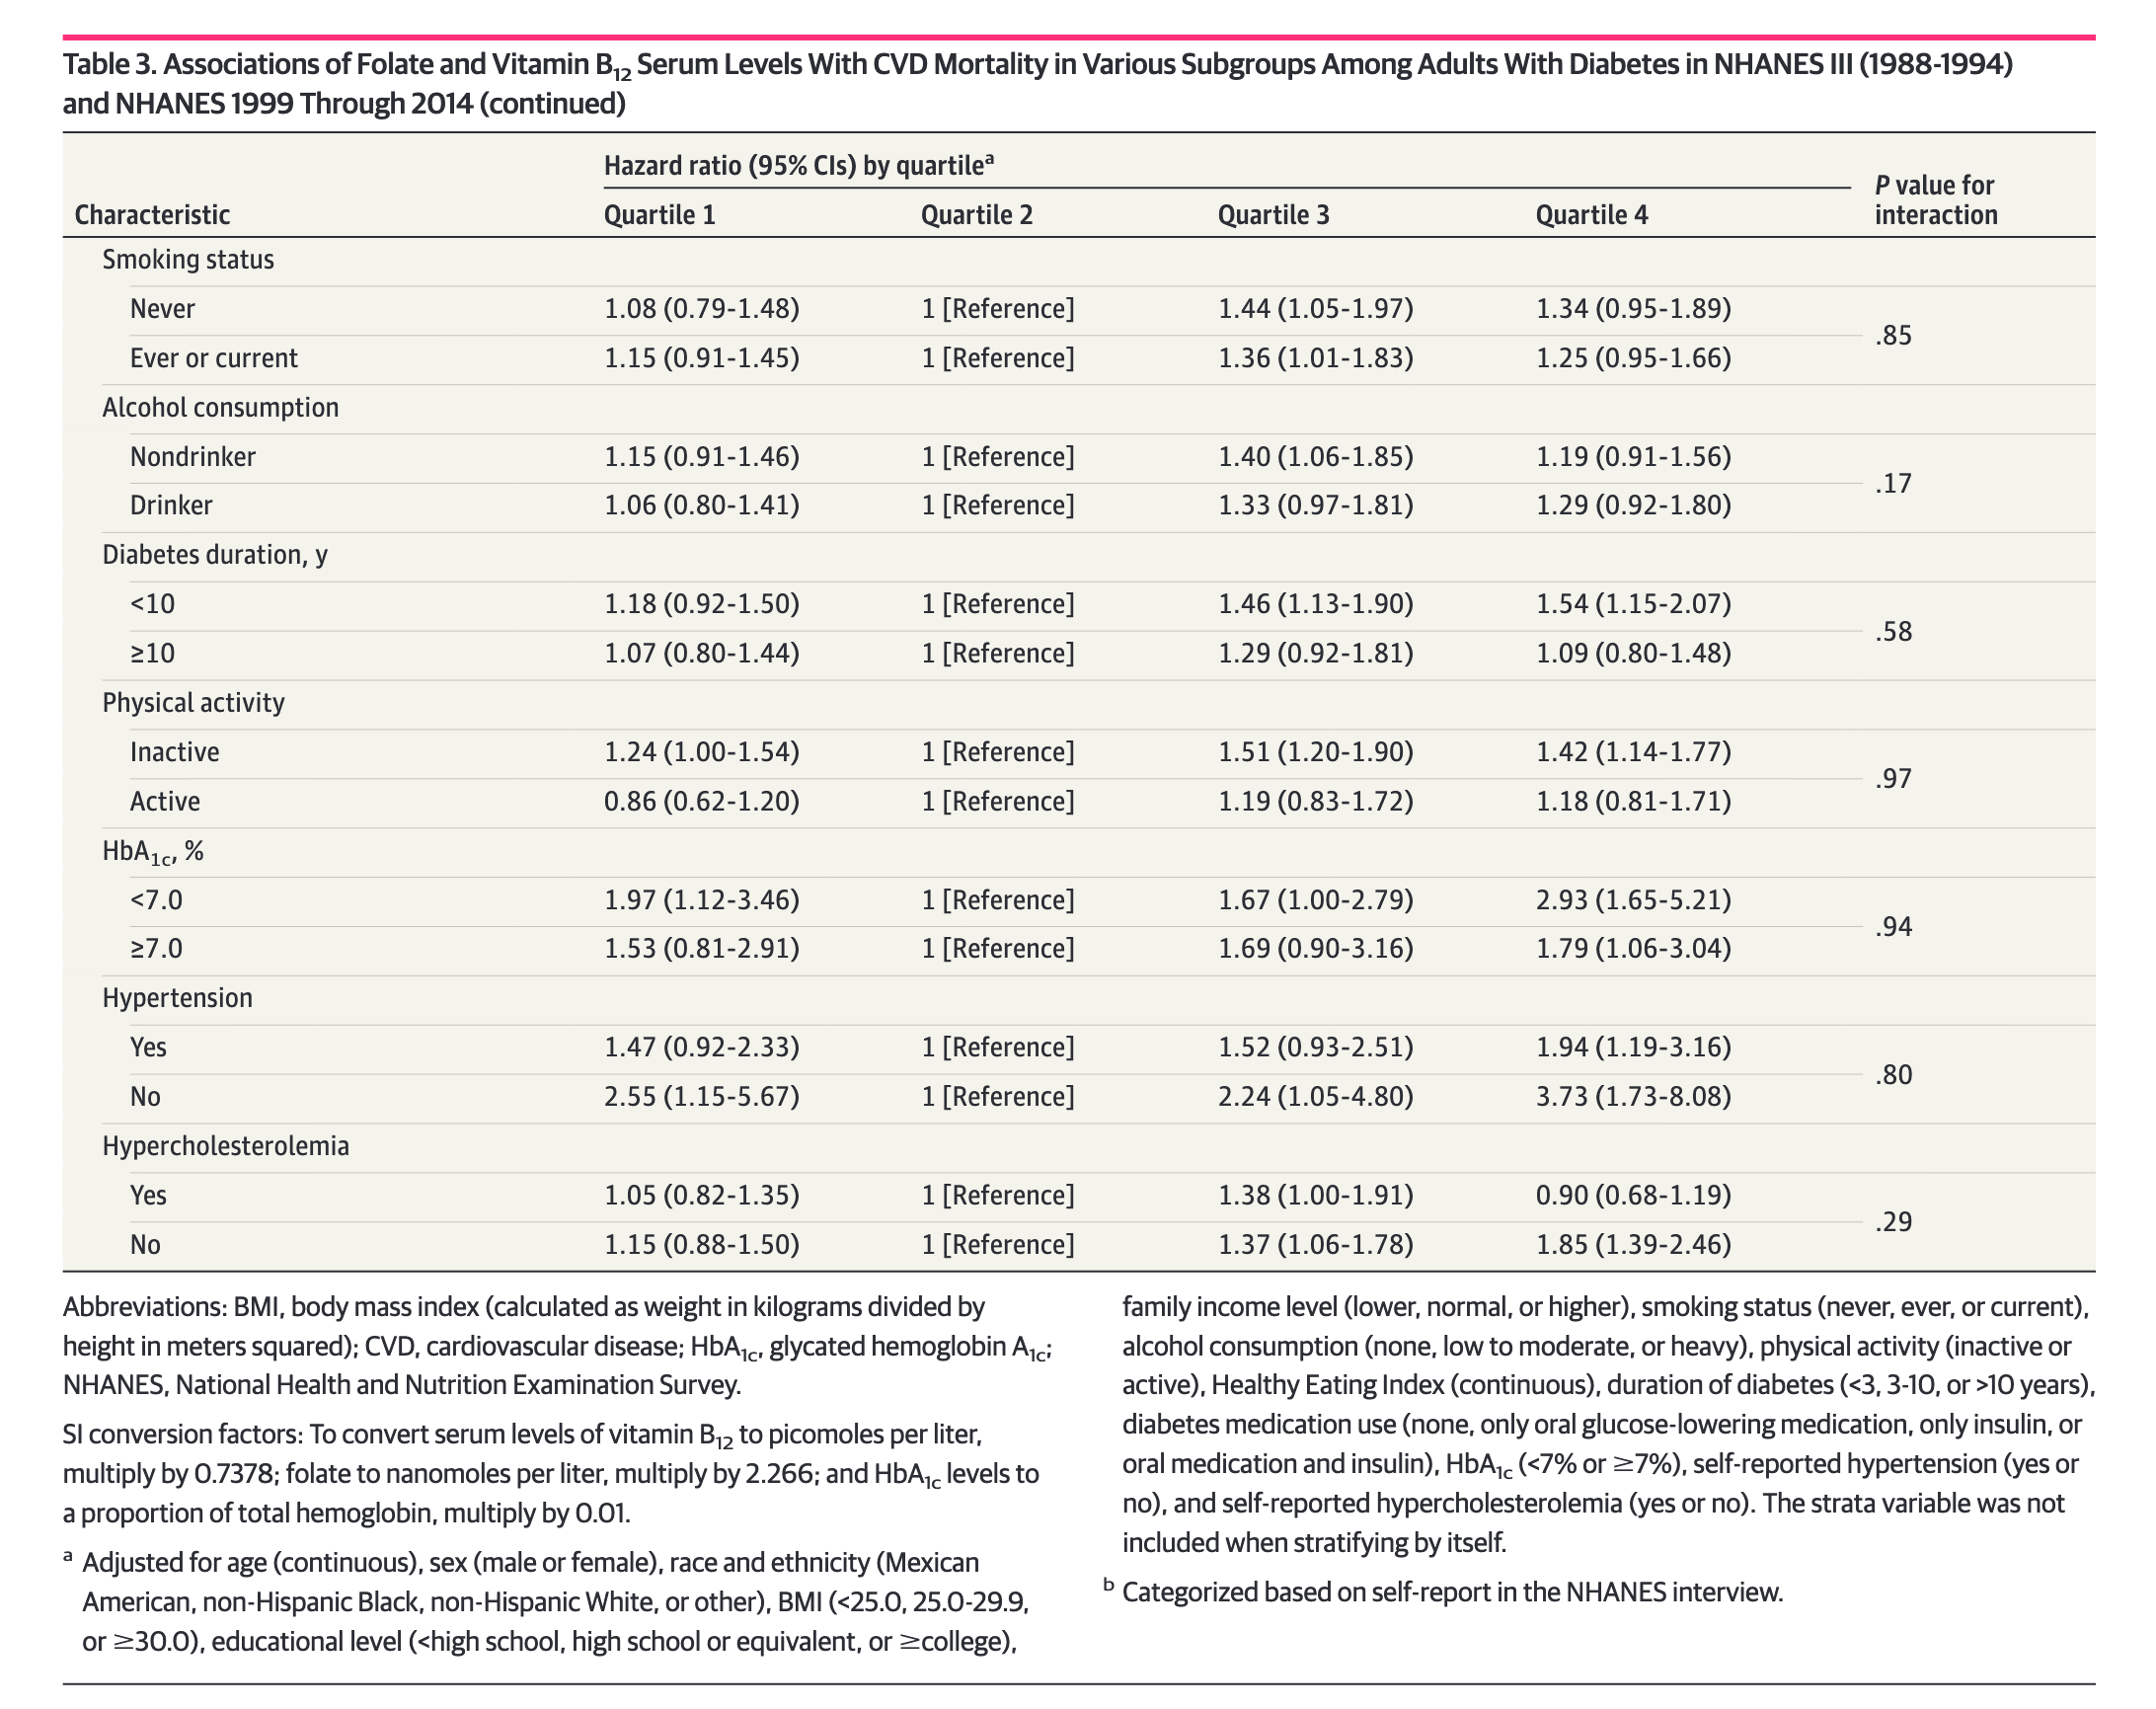 Table 3. Associations of Folate and Vitamin B12 Serum Levels With CVD Mortality in Various Subgroups Among Adults With Diabetes in NHANES III (1988-1994)
and NHANES 1999 Through 2014 (continued)
Hazard ratio (95% CIs) by quartile^a
Characteristic Quartile 1 Quartile 2 Quartile 3 Quartile 4 P value for interaction
Smoking status
Never 1.08 (0.79-1.48) 1 [Reference] 1.44 (1.05-1.97) 1.34 (0.95-1.89) .85
Ever or current 1.15 (0.91-1.45) 1 [Reference] 1.36 (1.01-1.83) 1.25 (0.95-1.66)
Alcohol consumption
Nondrinker 1.15 (0.91-1.46) 1 [Reference] 1.40 (1.06-1.85) 1.19 (0.91-1.56) .17
Drinker 1.06 (0.80-1.41) 1 [Reference] 1.33 (0.97-1.81) 1.29 (0.92-1.80)
Diabetes duration, y
<10 1.18 (0.92-1.50) 1 [Reference] 1.46 (1.13-1.90) 1.54 (1.15-2.07) .58
≥10 1.07 (0.80-1.44) 1 [Reference] 1.29 (0.92-1.81) 1.09 (0.80-1.48)
Physical activity
Inactive 1.24 (1.00-1.54) 1 [Reference] 1.51 (1.20-1.90) 1.42 (1.14-1.77) .97
Active 0.86 (0.62-1.20) 1 [Reference] 1.19 (0.83-1.72) 1.18 (0.81-1.71)
HbA1c, %
<7.0 1.97 (1.12-3.46) 1 [Reference] 1.67 (1.00-2.79) 2.93 (1.65-5.21) .94
≥7.0 1.53 (0.81-2.91) 1 [Reference] 1.69 (0.90-3.16) 1.79 (1.06-3.04)
Hypertension
Yes 1.47 (0.92-2.33) 1 [Reference] 1.52 (0.93-2.51) 1.94 (1.19-3.16) .80
No 2.55 (1.15-5.67) 1 [Reference] 2.24 (1.05-4.80) 3.73 (1.73-8.08)
Hypercholesterolemia
Yes 1.05 (0.82-1.35) 1 [Reference] 1.38 (1.00-1.91) 0.90 (0.68-1.19) .29
No 1.15 (0.88-1.50) 1 [Reference] 1.37 (1.06-1.78) 1.85 (1.39-2.46)
Abbreviations: BMI, body mass index (calculated as weight in kilograms divided by
height in meters squared); CVD, cardiovascular disease; HbA1c, glycated hemoglobin A1c;
NHANES, National Health and Nutrition Examination Survey.
SI conversion factors: To convert serum levels of vitamin B12 to picomoles per liter,
multiply by 0.7378; folate to nanomoles per liter, multiply by 2.266; and HbA1c levels to
a proportion of total hemoglobin, multiply by 0.01.
a Adjusted for age (continuous), sex (male or female), race and ethnicity (Mexican
American, non-Hispanic Black, non-Hispanic White, or other), BMI (<25.0, 25.0-29.9,
or ≥30.0), educational level (<high school, high school or equivalent, or ≥college),
family income level (lower, normal, or higher), smoking status (never, ever, or current),
alcohol consumption (none, low to moderate, or heavy), physical activity (inactive or
active), Healthy Eating Index (continuous), duration of diabetes (<3, 3-10, or >10 years),
diabetes medication use (none, only oral glucose-lowering medication, only insulin, or
oral medication and insulin), HbA1c (<7% or ≥7%), self-reported hypertension (yes or
no), and self-reported hypercholesterolemia (yes or no). The strata variable was not
included when stratifying by itself.
b Categorized based on self-report in the NHANES interview.